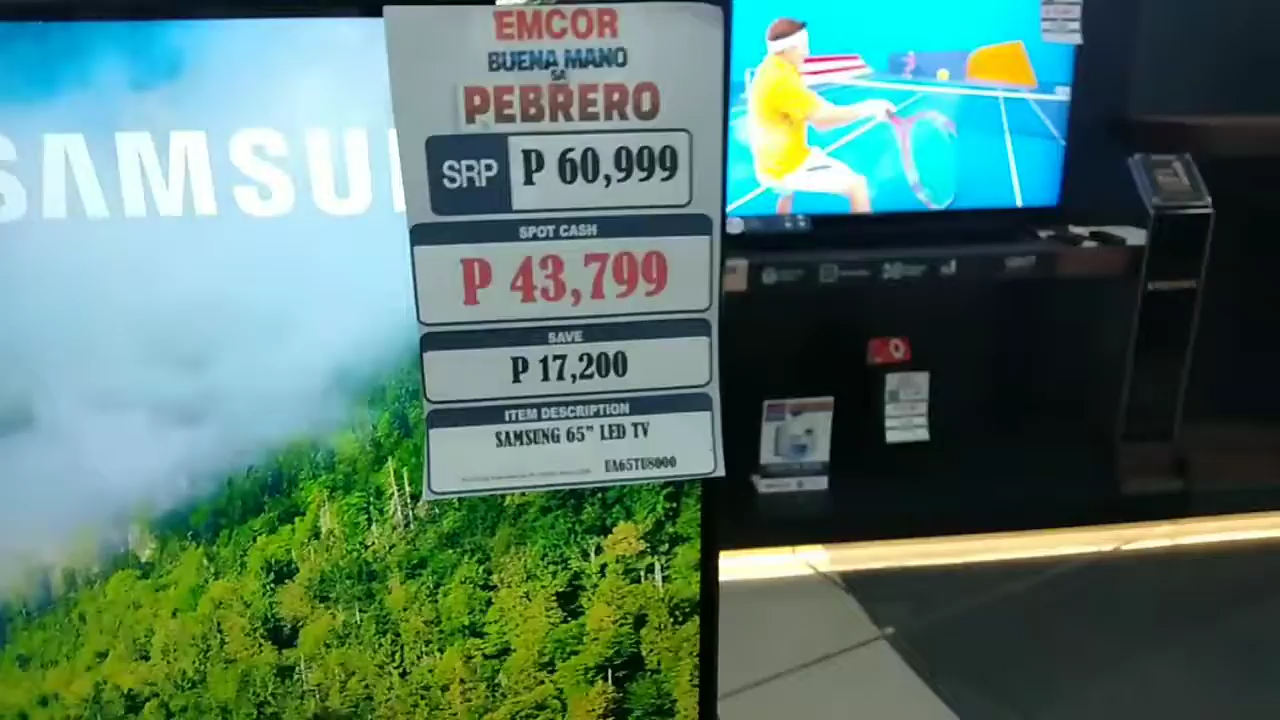 SAMSU
EMCOR
BUENA MANO
SA
PEBRERO
SRP
P 60,999
SPOT CASH
P 43,799
SAVE
P 17,200
ITEM DESCRIPTION
SAMSUNG 65" LED TV
UA65TU8000